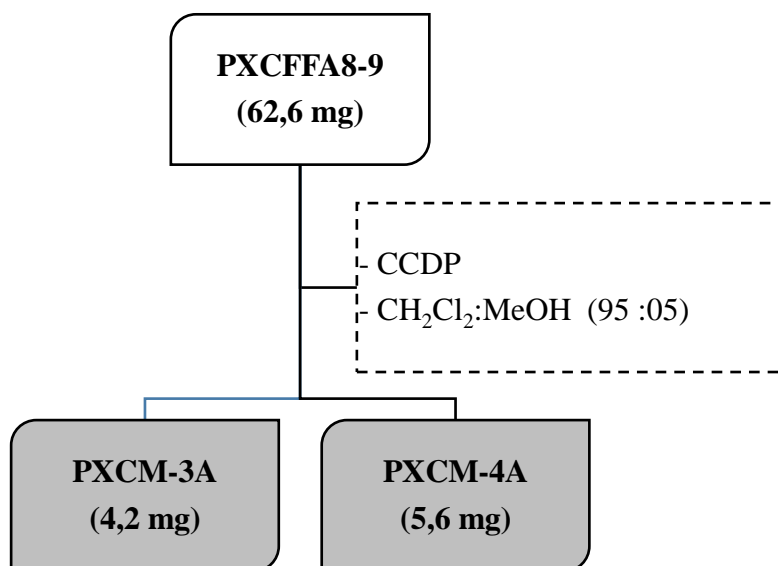 PXCFFA8-9
(62,6 mg)
- CCDP
- CH₂Cl₂:MeOH (95 :05)
PXCM-3A
(4,2 mg)
PXCM-4A
(5,6 mg)